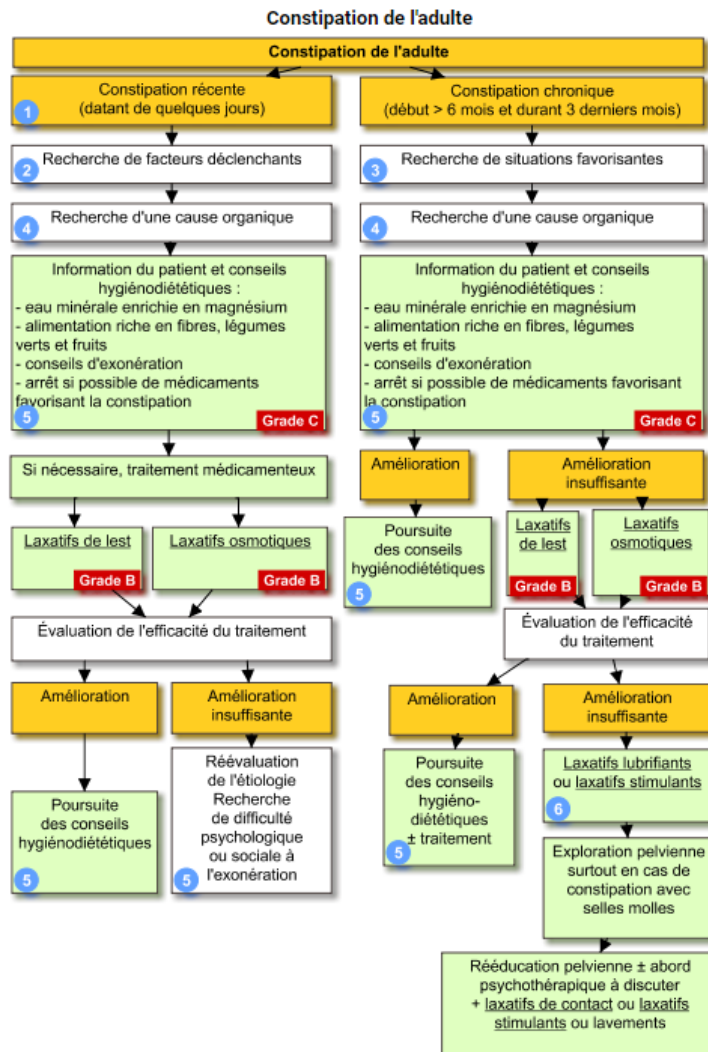 Constipation de l'adulte
Constipation de l'adulte
Constipation récente
(datant de quelques jours)
1
Recherche de facteurs déclenchants
2
Recherche d'une cause organique
4
Information du patient et conseils
hygiénodiététiques :
- eau minérale enrichie en magnésium
- alimentation riche en fibres, légumes
verts et fruits
- conseils d'exonération
- arrêt si possible de médicaments
favorisant la constipation
5
Grade C
Si nécessaire, traitement médicamenteux
Laxatifs de lest
Grade B
Laxatifs osmotiques
Grade B
Évaluation de l'efficacité du traitement
Amélioration
Poursuite
des conseils
hygiénodiététiques
5
Amélioration
insuffisante
Réévaluation
de l'étiologie
Recherche
de difficulté
psychologique
ou sociale à
l'exonération
5
Constipation chronique
(début > 6 mois et durant 3 derniers mois)
Recherche de situations favorisantes
3
Recherche d'une cause organique
4
Information du patient et conseils
hygiénodiététiques :
- eau minérale enrichie en magnésium
- alimentation riche en fibres, légumes
verts et fruits
- conseils d'exonération
- arrêt si possible de médicaments favorisant
la constipation
5
Grade C
Amélioration
Poursuite
des conseils
hygiénodiététiques
5
Amélioration
insuffisante
Laxatifs
de lest
Grade B
Laxatifs
osmotiques
Grade B
Évaluation de l'efficacité
du traitement
Amélioration
Poursuite
des conseils
hygiéno-
diététiques
± traitement
5
Amélioration
insuffisante
Laxatifs lubrifiants
ou laxatifs stimulants
6
Exploration pelvienne
surtout en cas de
constipation avec
selles molles
Rééducation pelvienne ± abord
psychothérapique à discuter
+ laxatifs de contact ou laxatifs
stimulants ou lavements